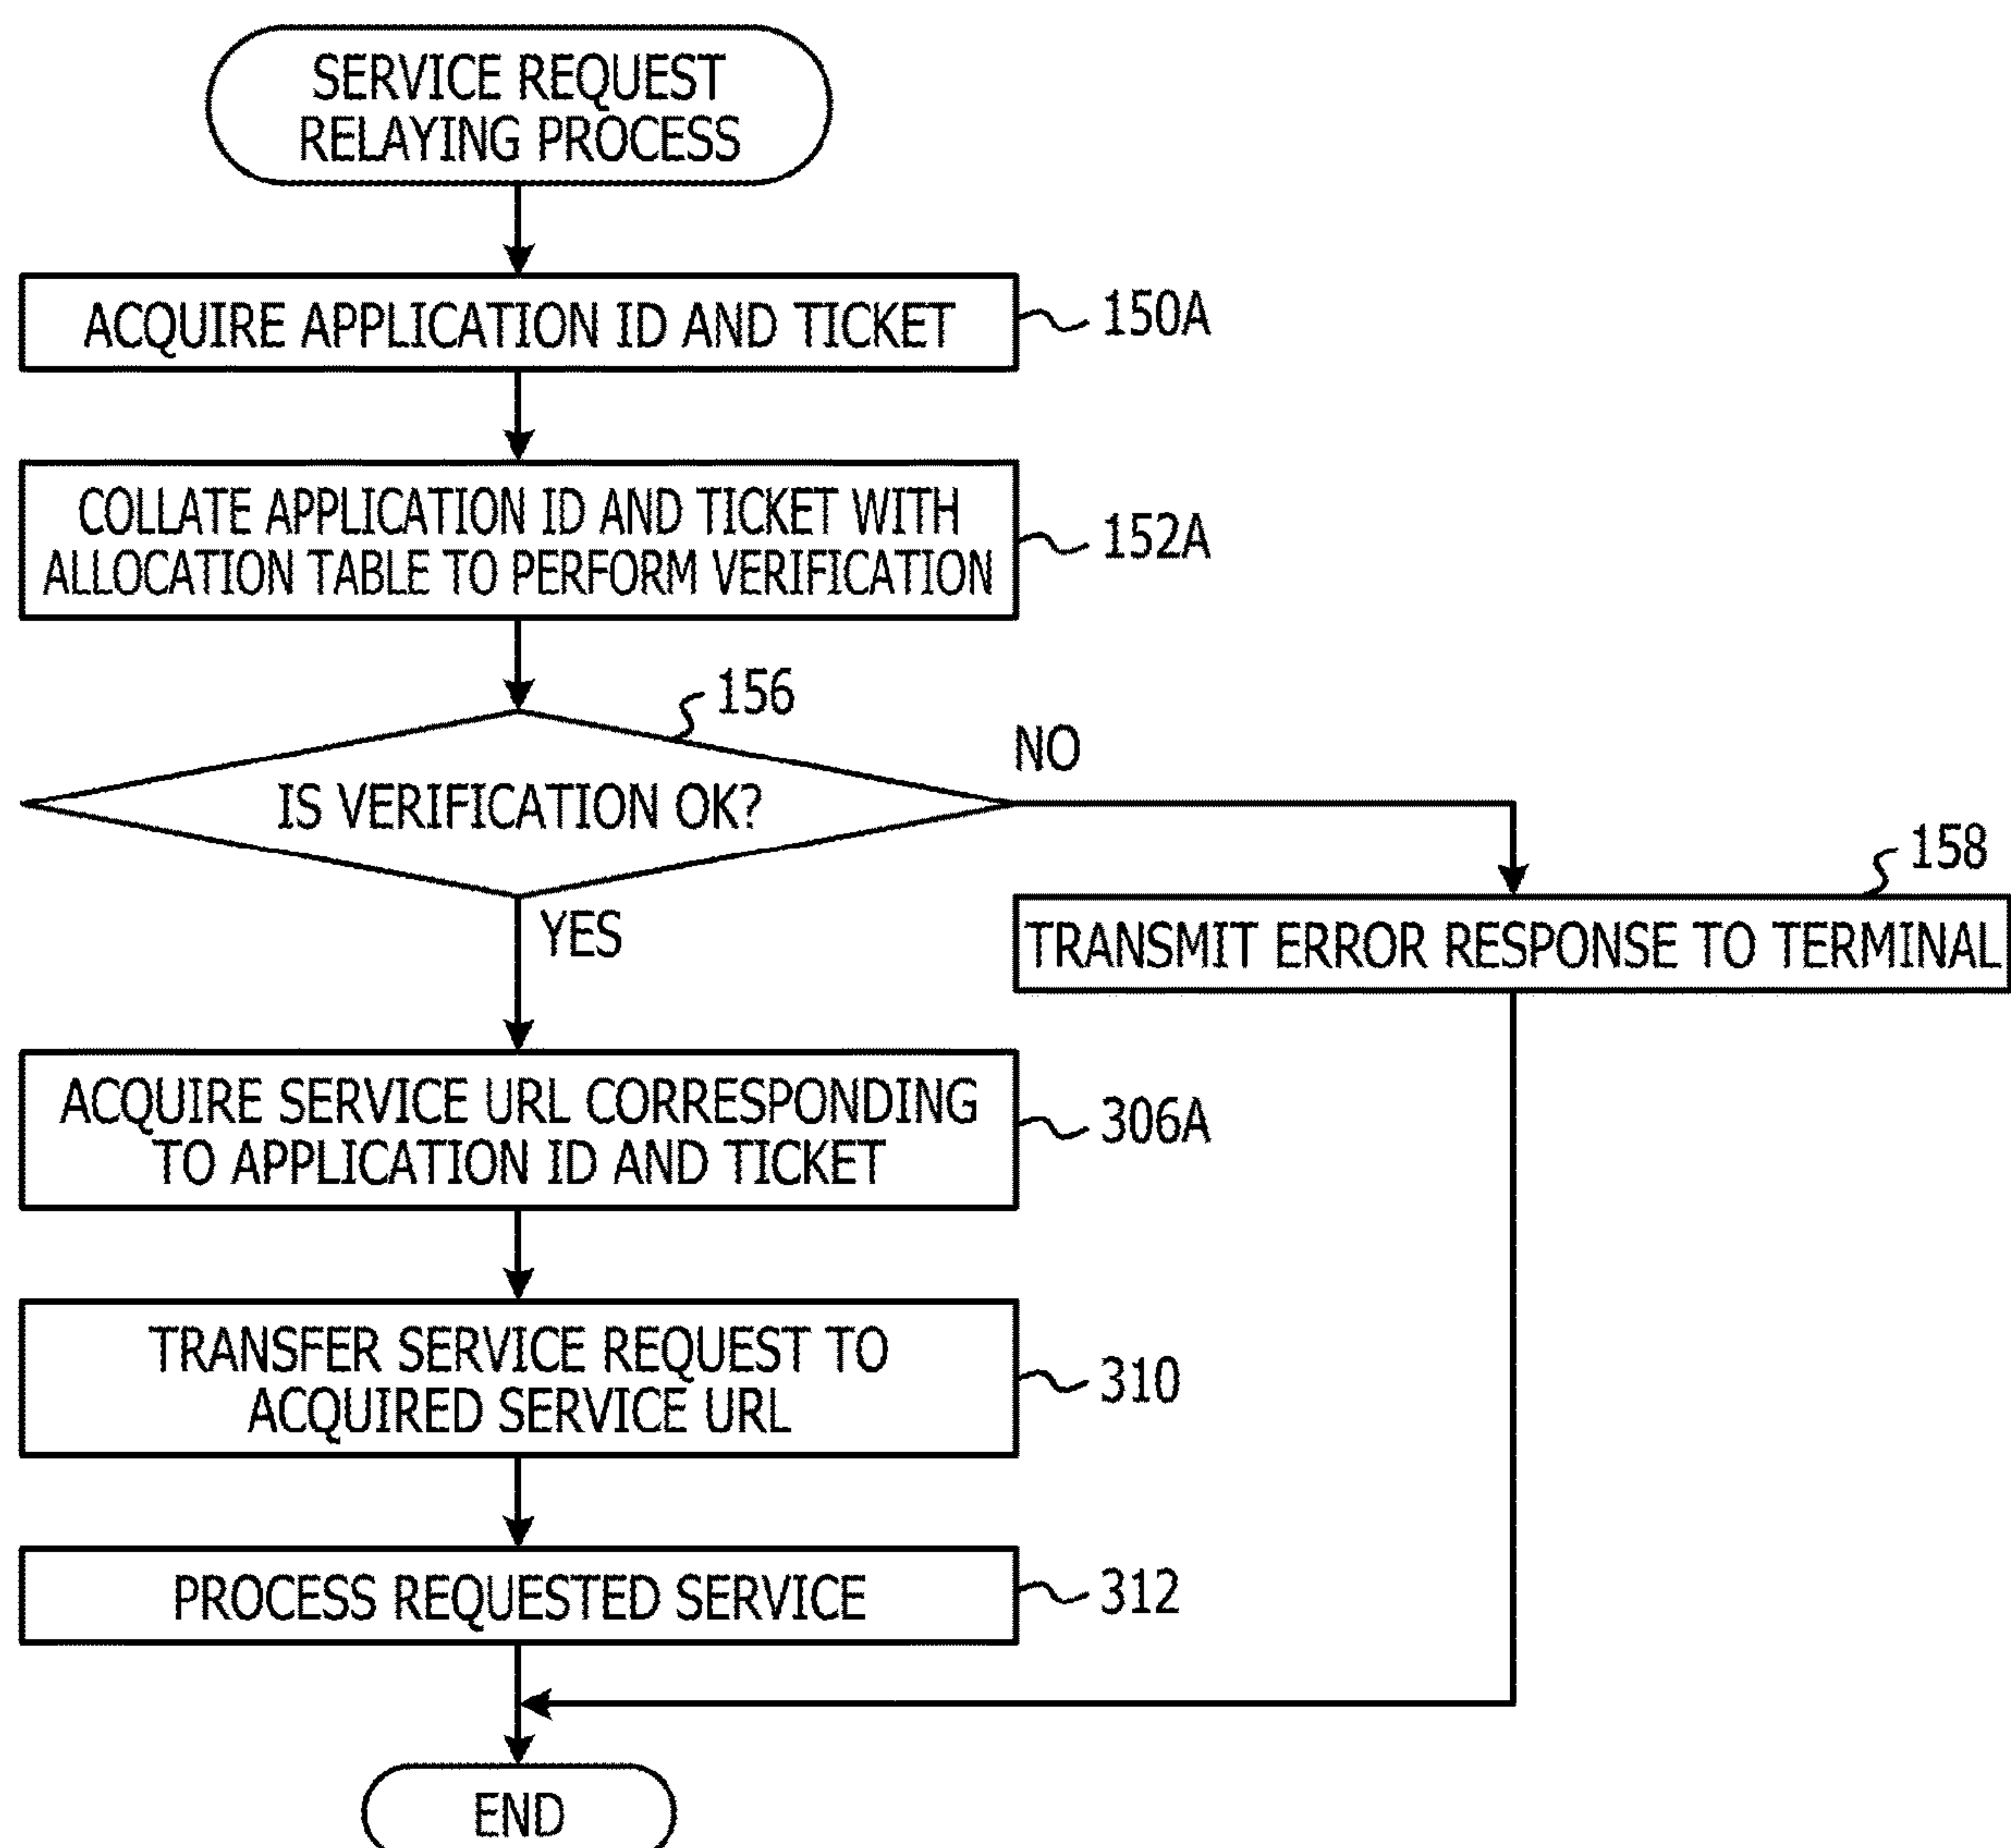 SERVICE REQUEST
RELAYING PROCESS
ACQUIRE APPLICATION ID AND TICKET
150A
COLLATE APPLICATION ID AND TICKET WITH
ALLOCATION TABLE TO PERFORM VERIFICATION
152A
156
IS VERIFICATION OK?
NO
YES
158
TRANSMIT ERROR RESPONSE TO TERMINAL
ACQUIRE SERVICE URL CORRESPONDING
TO APPLICATION ID AND TICKET
306A
TRANSFER SERVICE REQUEST TO
ACQUIRED SERVICE URL
310
PROCESS REQUESTED SERVICE
312
END